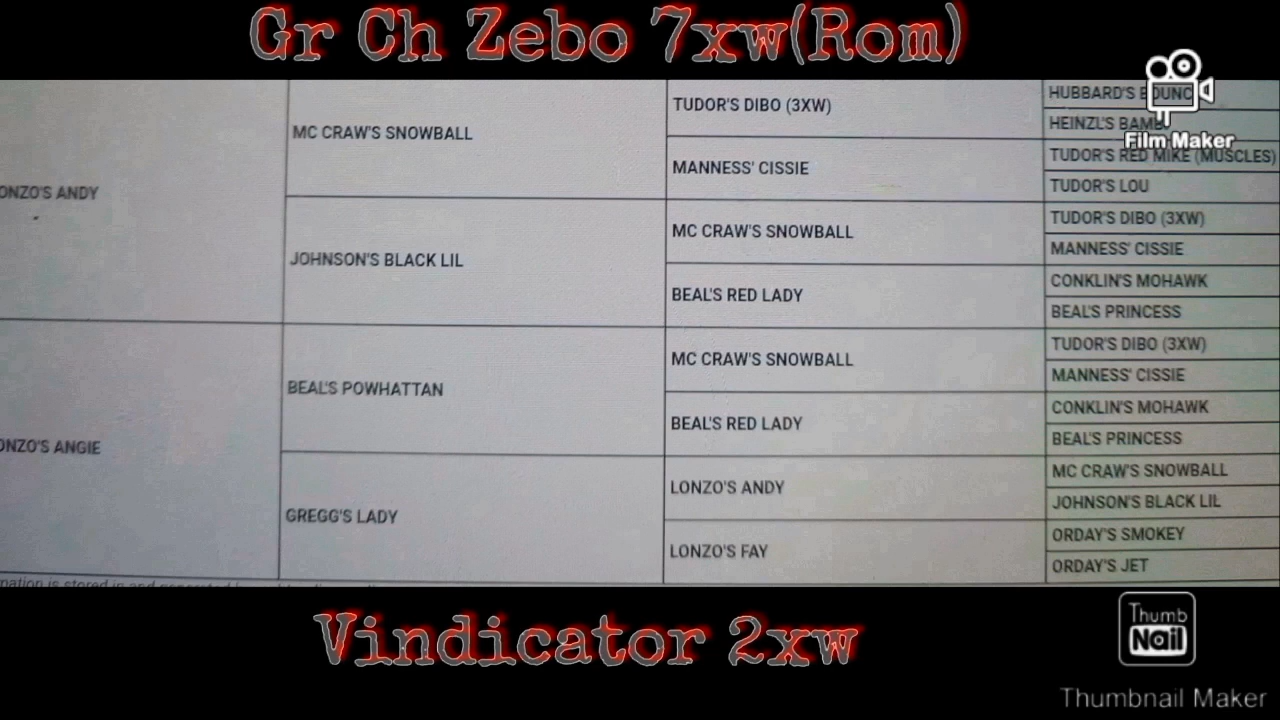 Gr Ch Zebo 7xw(Rom)
ONZO'S ANDY
MC CRAW'S SNOWBALL
JOHNSON'S BLACK LIL
TUDOR'S DIBO (3XW)
MANNESS' CISSIE
MC CRAW'S SNOWBALL
BEAL'S RED LADY
HUBBARD'S BOUNC
HEINZL'S BAMB
TUDOR'S RED MIKE (MUSCLES)
TUDOR'S LOU
TUDOR'S DIBO (3XW)
MANNESS' CISSIE
CONKLIN'S MOHAWK
BEAL'S PRINCESS
ONZO'S ANGIE
BEAL'S POWHATTAN
GREGG'S LADY
MC CRAW'S SNOWBALL
BEAL'S RED LADY
LONZO'S ANDY
LONZO'S FAY
TUDOR'S DIBO (3XW)
MANNESS' CISSIE
CONKLIN'S MOHAWK
BEAL'S PRINCESS
MC CRAW'S SNOWBALL
JOHNSON'S BLACK LIL
ORDAY'S SMOKEY
ORDAY'S JET
Film Maker
Vindicator 2xw
Thumb
Nail
Thumbnail Maker